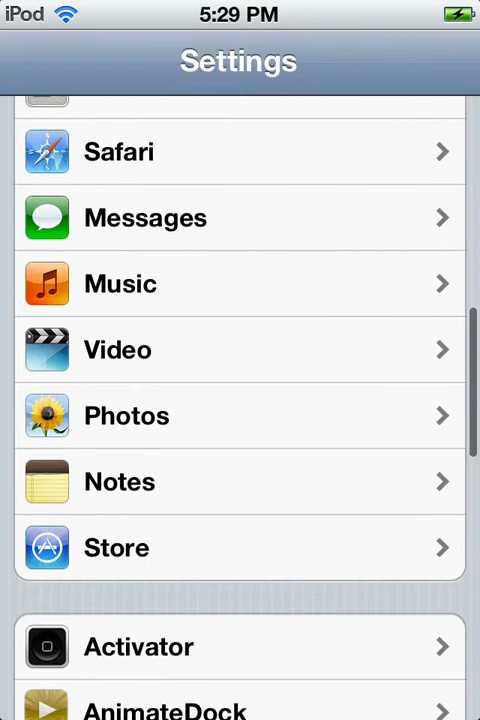 iPod 5:29 PM
Settings
Safari
Messages
Music
Video
Photos
Notes
Store
Activator
AnimateDock